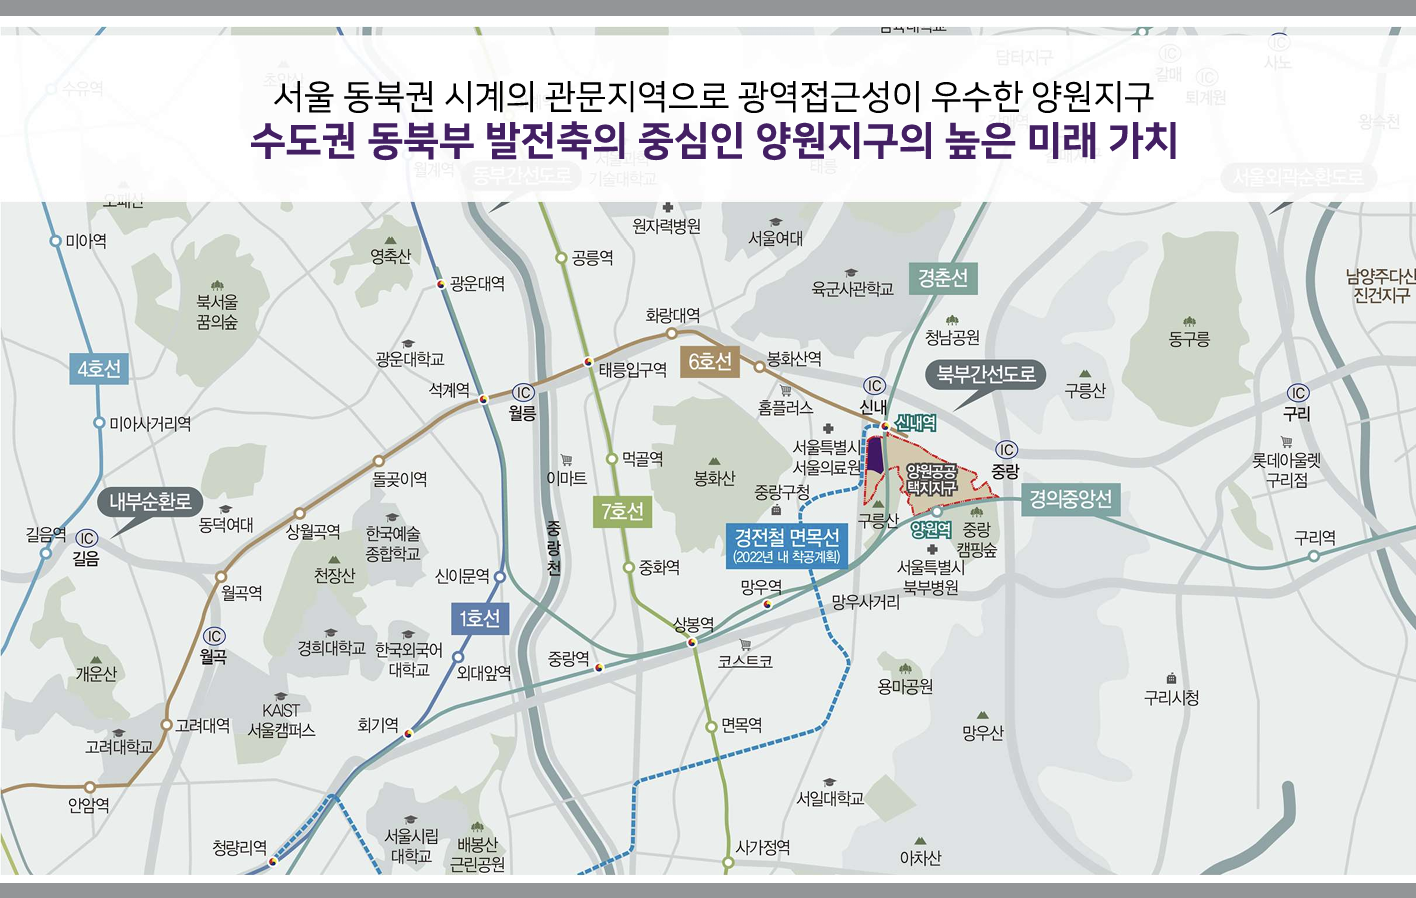 삼육대학교
서울 동북권 시계의 관문지역으로 광역접근성이 우수한 양원지구
수도권 동북부 발전축의 중심인 양원지구의 높은 미래 가치
담터지구
IC
갈매
IC
사노
IC
퇴계원
왕숙천
수유역
초안산
월계역
동부간선도로
기술대학교
태릉
서울외곽순환도로
오패산
미아역
영축산
원자력병원
서울여대
공릉역
광운대역
육군사관학교
경춘선
남양주다산
진건지구
북서울
꿈의숲
화랑대역
청남공원
동구릉
4호선
광운대학교
석계역
태릉입구역
6호선
봉화산역
북부간선도로
구릉산
IC
월릉
홈플러스
IC
신내
신내역
IC
구리
미아사거리역
서울특별시
서울의료원
먹골역
돌곶이역
이마트
봉화산
양원공공
택지지구
IC
중랑
롯데아울렛
구리점
중랑구청
내부순환로
동덕여대
7호선
경의중앙선
구릉산
양원역
중랑
캠핑숲
길음역
IC
길음
상월곡역
한국예술
종합학교
중랑천
경전철 면목선
(2022년 내 착공계획)
구리역
천장산
신이문역
중화역
망우역
서울특별시
북부병원
월곡역
망우사거리
1호선
상봉역
IC
월곡
경희대학교
한국외국어
대학교
중랑역
코스트코
개운산
외대앞역
용마공원
구리시청
KAIST
서울캠퍼스
고려대역
회기역
면목역
망우산
고려대학교
안암역
서일대학교
청량리역
서울시립
대학교
배봉산
근린공원
사가정역
아차산